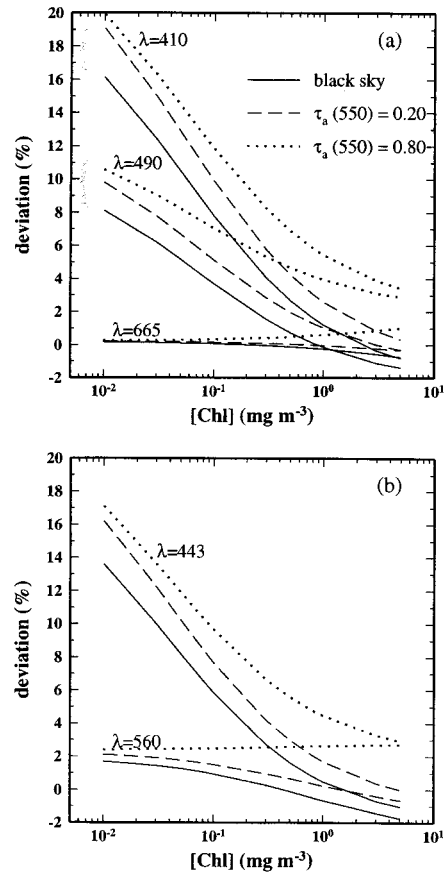 (a)
20
18
16
14
12
10
8
6
4
2
0
-2
deviation (%)
λ=410
λ=490
λ=665
black sky
τa (550) = 0.20
τa (550) = 0.80
10-2
10-1
100
101
[Chl] (mg m-3)
(b)
20
18
16
14
12
10
8
6
4
2
0
-2
deviation (%)
λ=443
λ=560
10-2
10-1
100
101
[Chl] (mg m-3)